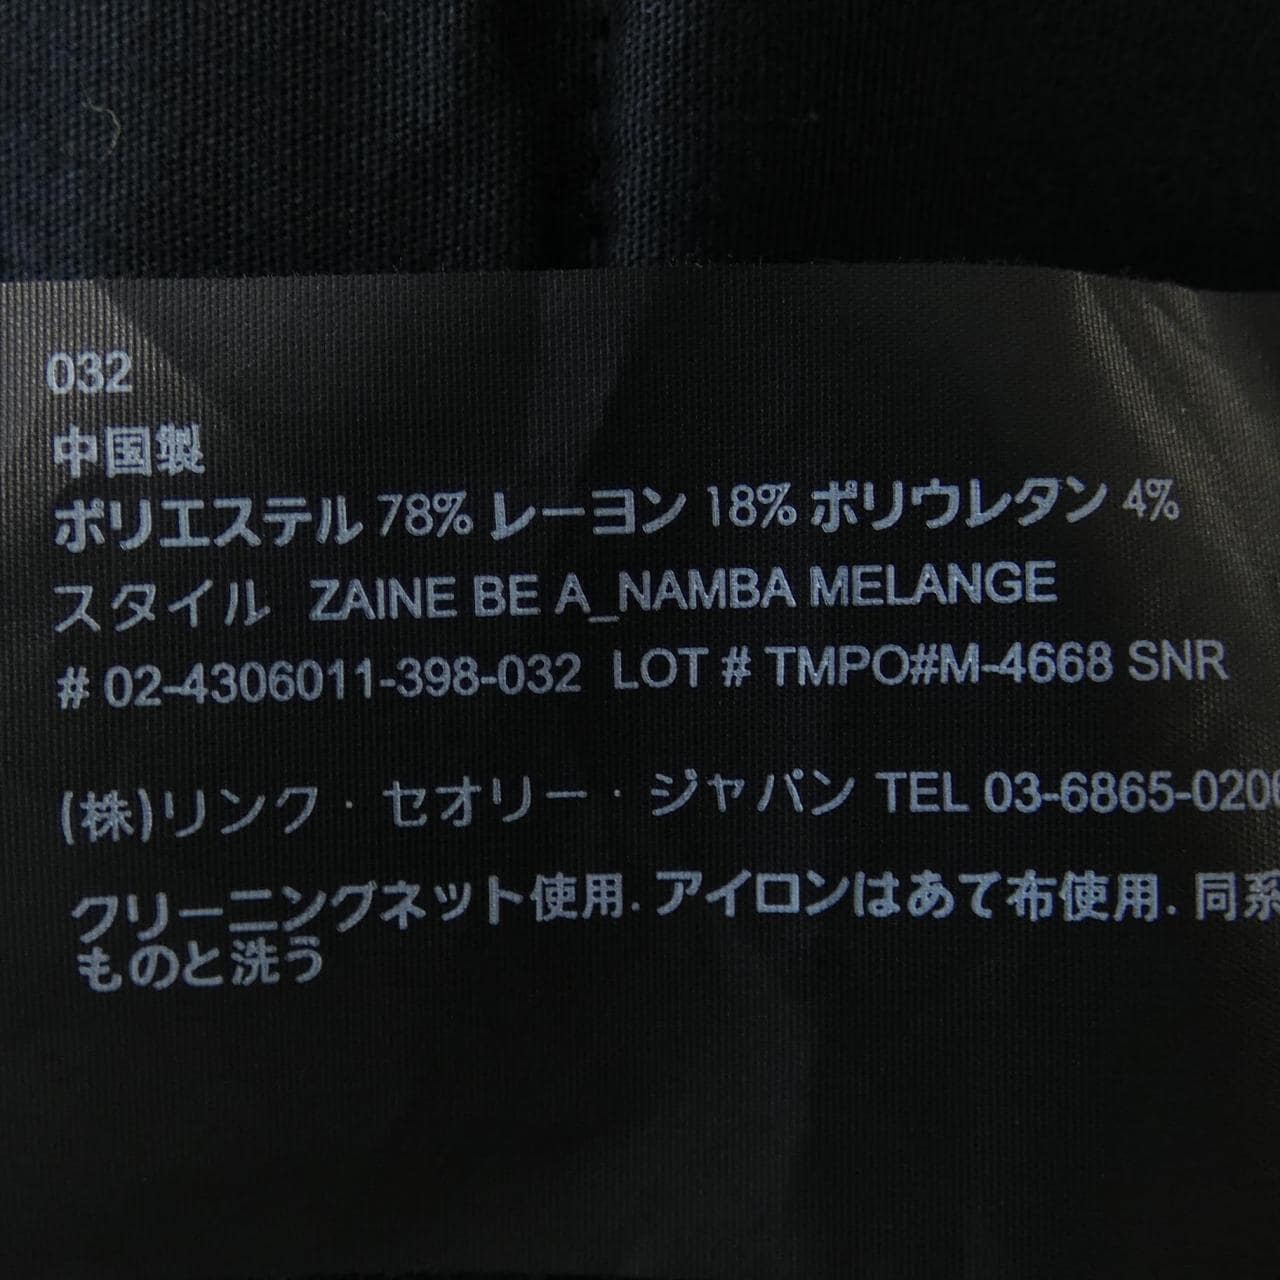 032
中国製
ポリエステル 78% レーヨン 18% ポリウレタン 4%
スタイル ZAINE BE A_NAMBA MELANGE
# 02-4306011-398-032 LOT # TMPO#M-4668 SNR
(株)リンク・セオリー・ジャパン TEL 03-6865-0200
クリーニングネット使用. アイロンはあて布使用. 同系
ものと洗う